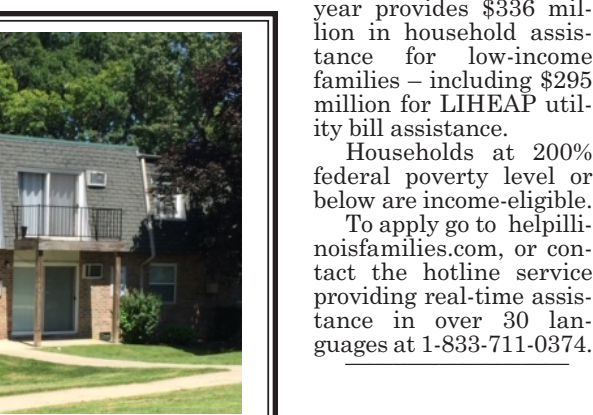 year provides $336 mil-
lion in household assis-
tance for low-income
families – including $295
million for LIHEAP util-
ity bill assistance.
Households at 200%
federal poverty level or
below are income-eligible.
To apply go to helpilli-
noisfamilies.com, or con-
tact the hotline service
providing real-time assis-
tance in over 30 lan-
guages at 1-833-711-0374.